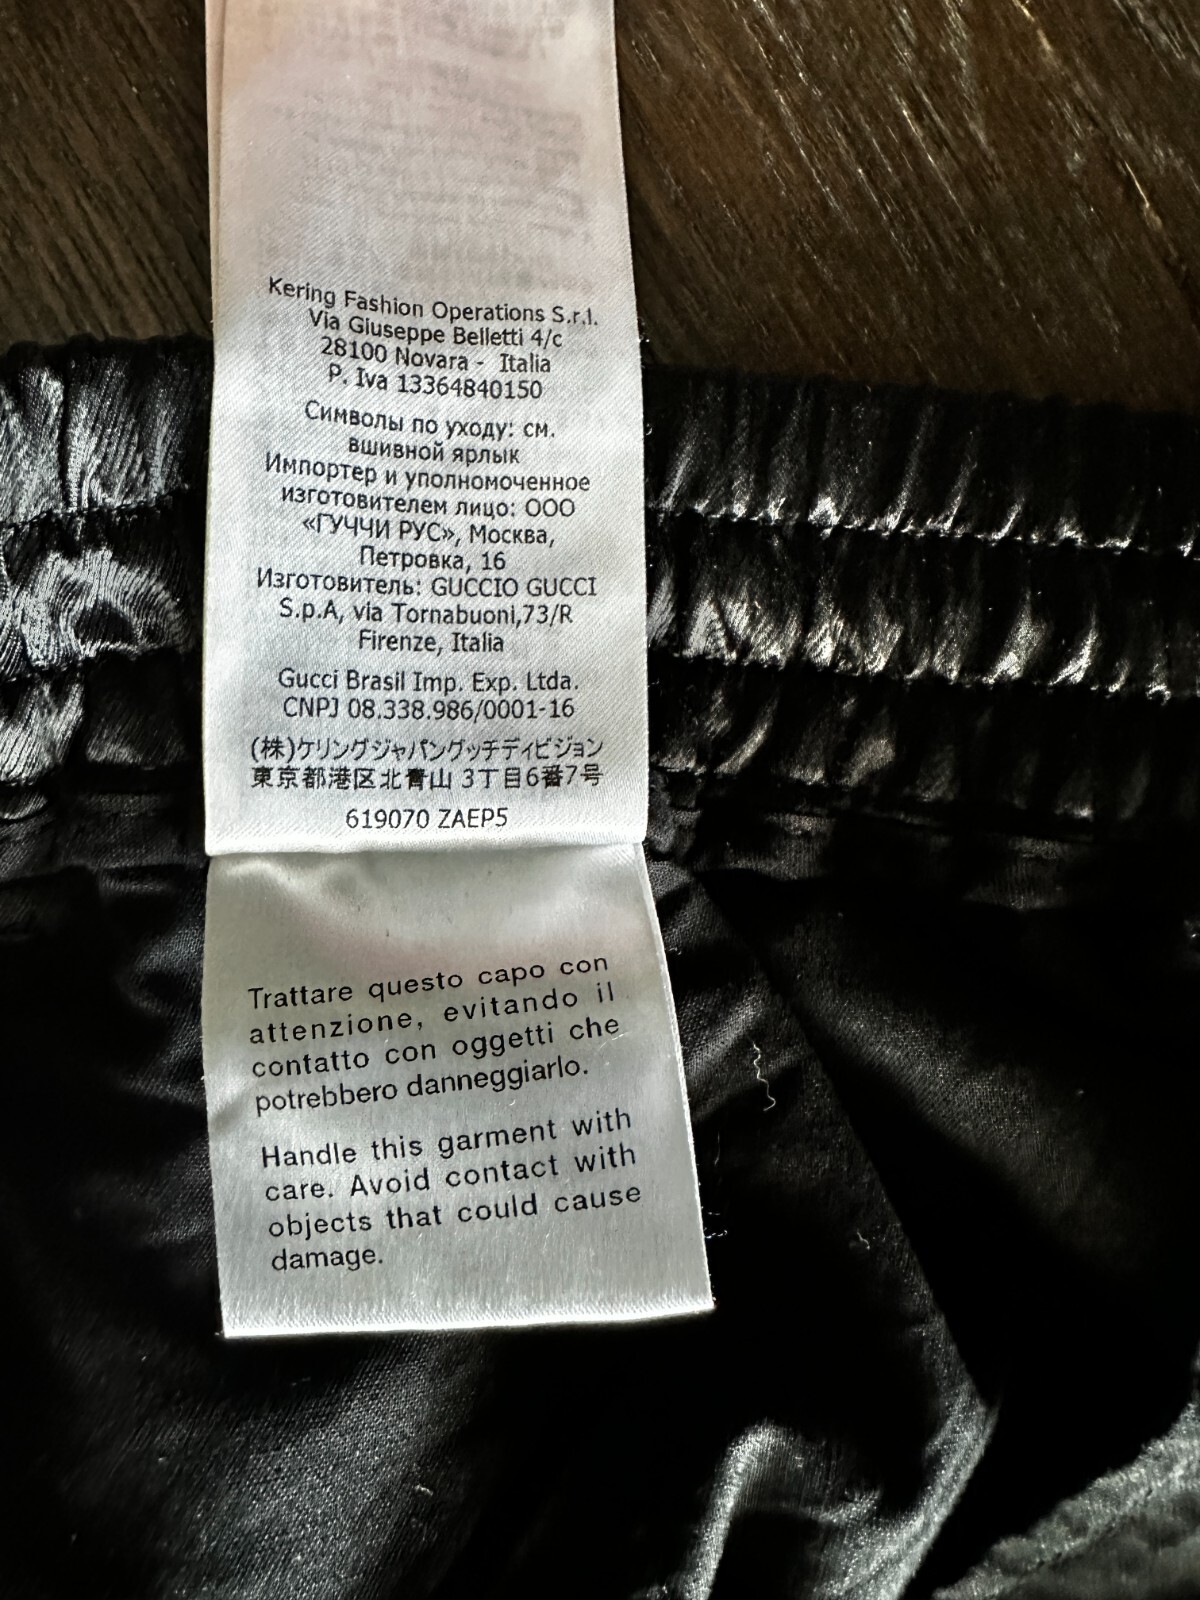 Kering Fashion Operations S.r.l.
Via Giuseppe Belletti 4/c
28100 Novara - Italia
P. Iva 13364840150
Символы по уходу: см.
вшивной ярлык
Импортер и уполномоченное
изготовителем лицо: ООО
«ГУЧЧИ РУС», Москва,
Петровка, 16
Изготовитель: GUCCIO GUCCI
S.p.A, via Tornabuoni,73/R
Firenze, Italia
Gucci Brasil Imp. Exp. Ltda.
CNPJ 08.338.986/0001-16
(株)ケリングジャパングッチディビジョン
東京都港区北青山 3丁目6番7号
619070 ZAEP5
Trattare questo capo con
attenzione, evitando il
contatto con oggetti che
potrebbero danneggiarlo.
Handle this garment with
care. Avoid contact with
objects that could cause
damage.